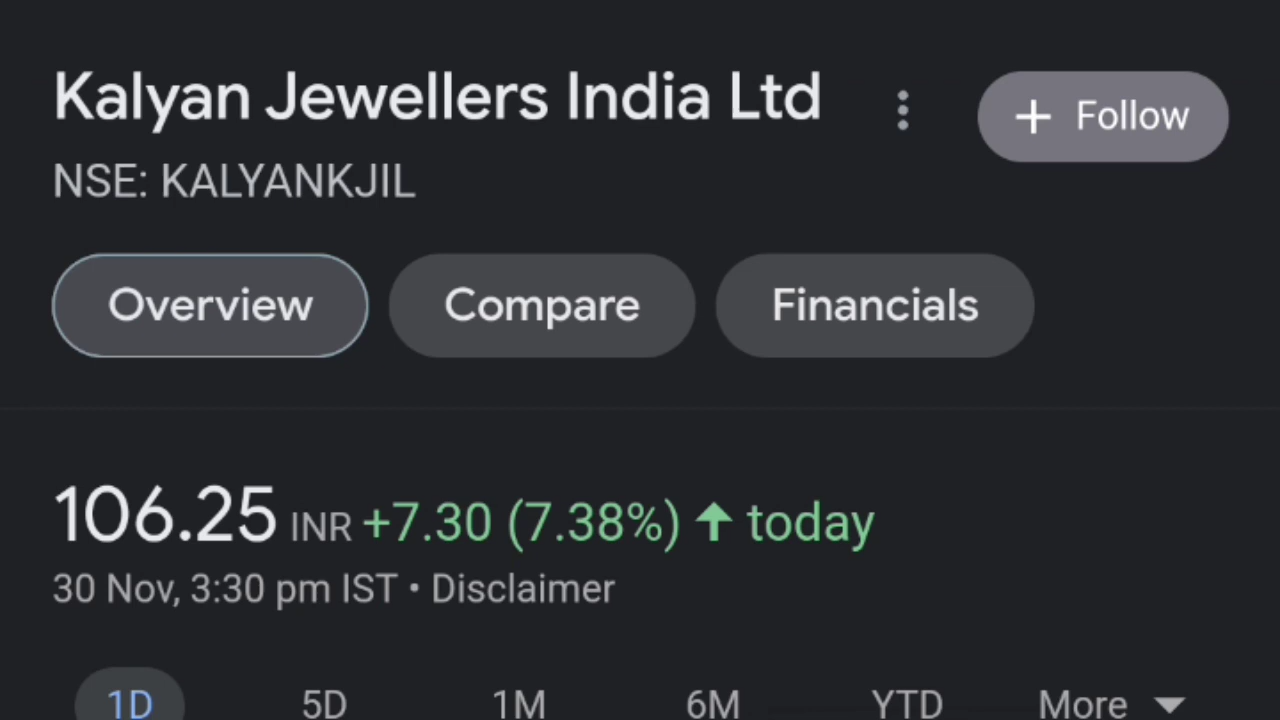 Kalyan Jewellers India Ltd
+ Follow
NSE: KALYANKJIL
Overview Compare Financials
106.25 INR +7.30 (7.38%) ↑ today
30 Nov, 3:30 pm IST • Disclaimer
1D 5D 1M 6M YTD More